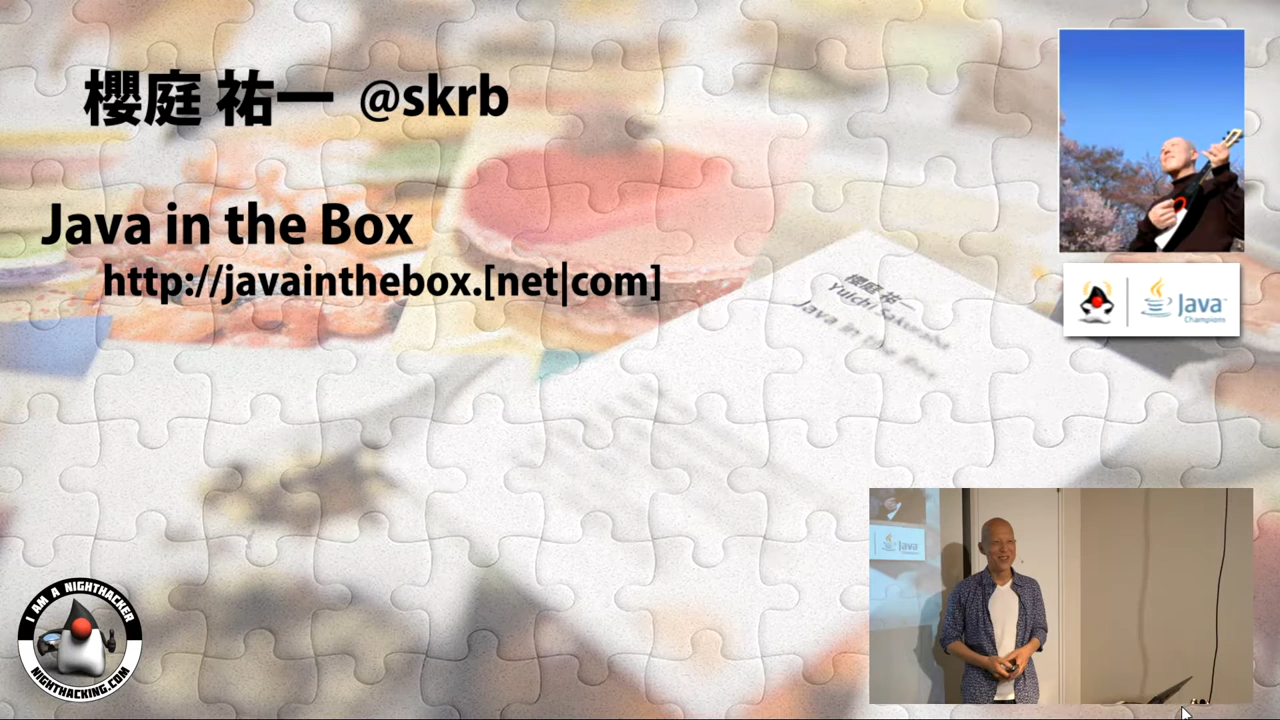 櫻庭 祐一 @skrb
Java in the Box
http://javainthebox.[net|com]
Java
Champions
櫻庭 祐一
Yuichi Sakuraba
Java in the Box
Java
I AM A NIGHTHACKER
NIGHTHACKING.COM